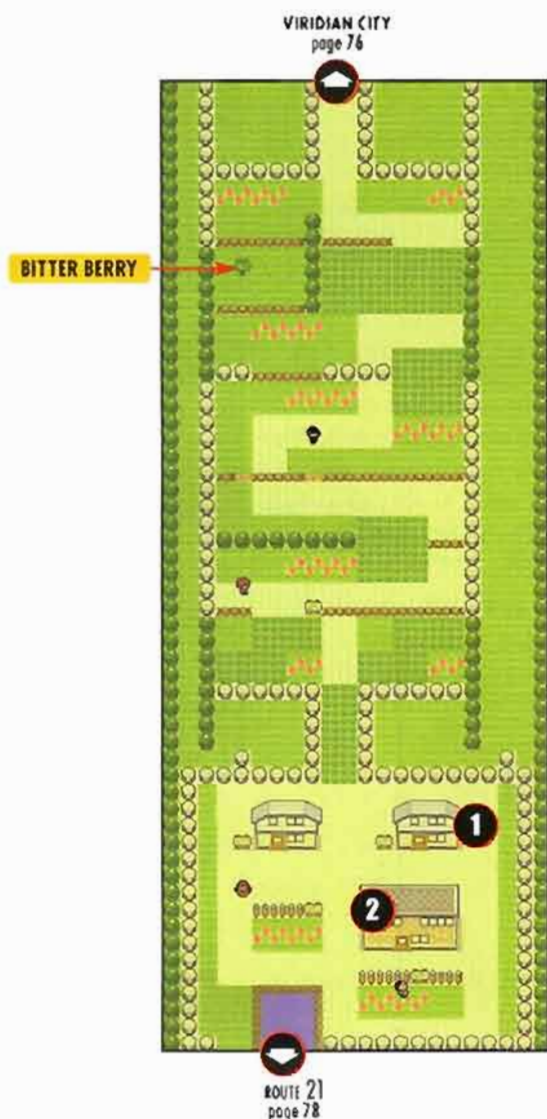 VIRIDIAN CITY
page 76
BITTER BERRY
1
2
ROUTE 21
page 78